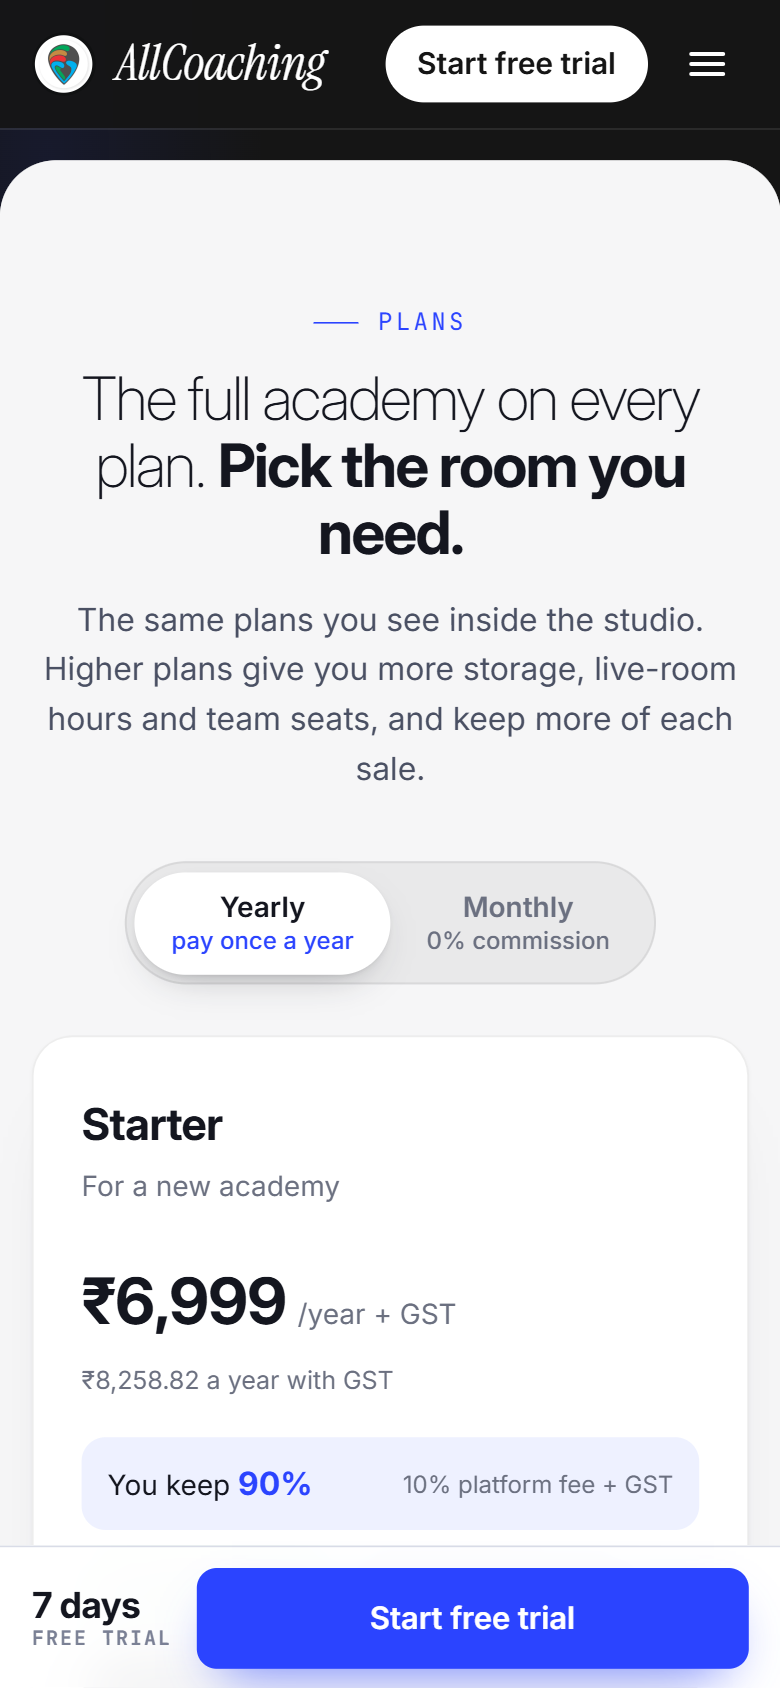 AllCoaching
Start free trial
PLANS
The full academy on every
plan. Pick the room you
need.
The same plans you see inside the studio.
Higher plans give you more storage, live-room
hours and team seats, and keep more of each
sale.
Yearly
pay once a year
Monthly
0% commission
Starter
For a new academy
₹6,999 /year + GST
₹8,258.82 a year with GST
You keep 90%
10% platform fee + GST
7 days
FREE TRIAL
Start free trial